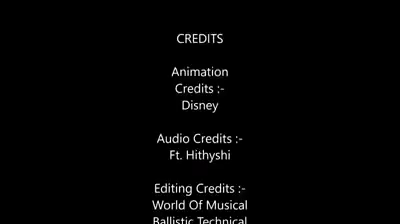 CREDITS
Animation
Credits :-
Disney
Audio Credits :-
Ft. Hithyshi
Editing Credits :-
World Of Musical
Ballistic Technical